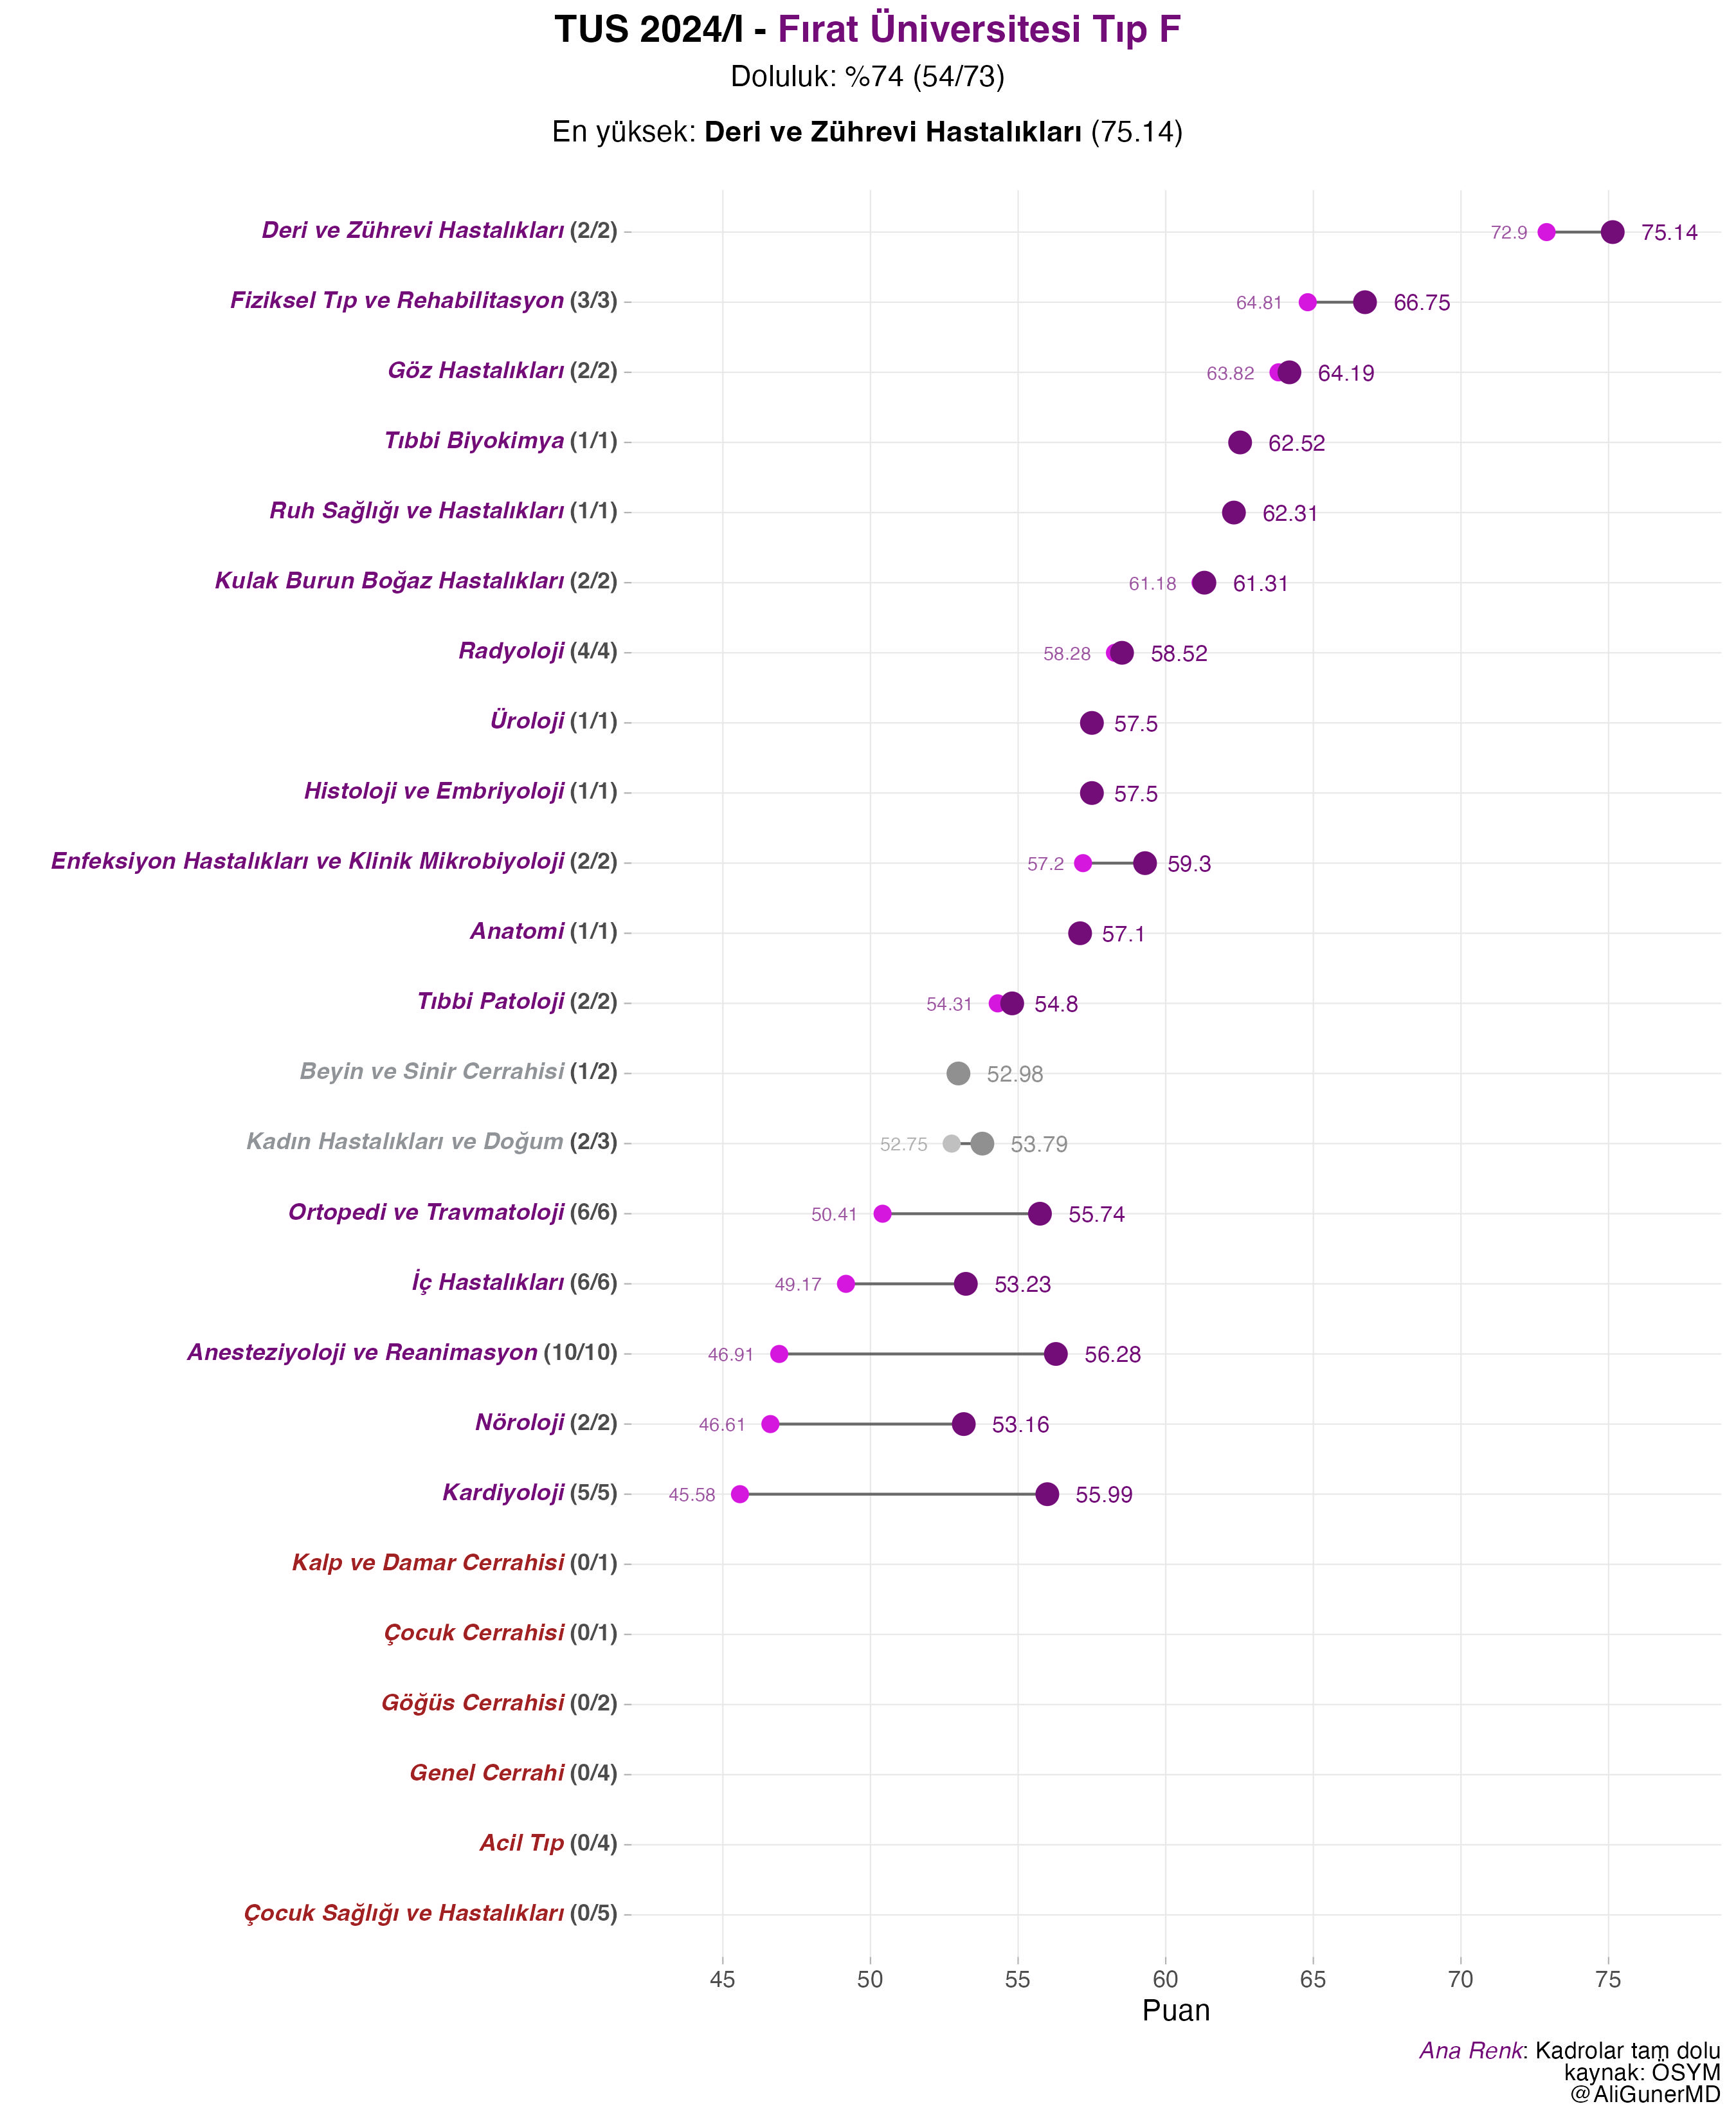 TUS 2024/I - Fırat Üniversitesi Tıp F
Doluluk: %74 (54/73)
En yüksek: Deri ve Zührevi Hastalıkları (75.14)
Deri ve Zührevi Hastalıkları (2/2) 72.9 75.14
Fiziksel Tıp ve Rehabilitasyon (3/3) 64.81 66.75
Göz Hastalıkları (2/2) 63.82 64.19
Tıbbi Biyokimya (1/1) 62.52
Ruh Sağlığı ve Hastalıkları (1/1) 62.31
Kulak Burun Boğaz Hastalıkları (2/2) 61.18 61.31
Radyoloji (4/4) 58.28 58.52
Üroloji (1/1) 57.5
Histoloji ve Embriyoloji (1/1) 57.5
Enfeksiyon Hastalıkları ve Klinik Mikrobiyoloji (2/2) 57.2 59.3
Anatomi (1/1) 57.1
Tıbbi Patoloji (2/2) 54.31 54.8
Beyin ve Sinir Cerrahisi (1/2) 52.98
Kadın Hastalıkları ve Doğum (2/3) 52.75 53.79
Ortopedi ve Travmatoloji (6/6) 50.41 55.74
İç Hastalıkları (6/6) 49.17 53.23
Anesteziyoloji ve Reanimasyon (10/10) 46.91 56.28
Nöroloji (2/2) 46.61 53.16
Kardiyoloji (5/5) 45.58 55.99
Kalp ve Damar Cerrahisi (0/1)
Çocuk Cerrahisi (0/1)
Göğüs Cerrahisi (0/2)
Genel Cerrahi (0/4)
Acil Tıp (0/4)
Çocuk Sağlığı ve Hastalıkları (0/5)
45 50 55 60 65 70 75
Puan
Ana Renk: Kadrolar tam dolu
kaynak: ÖSYM
@AliGunerMD